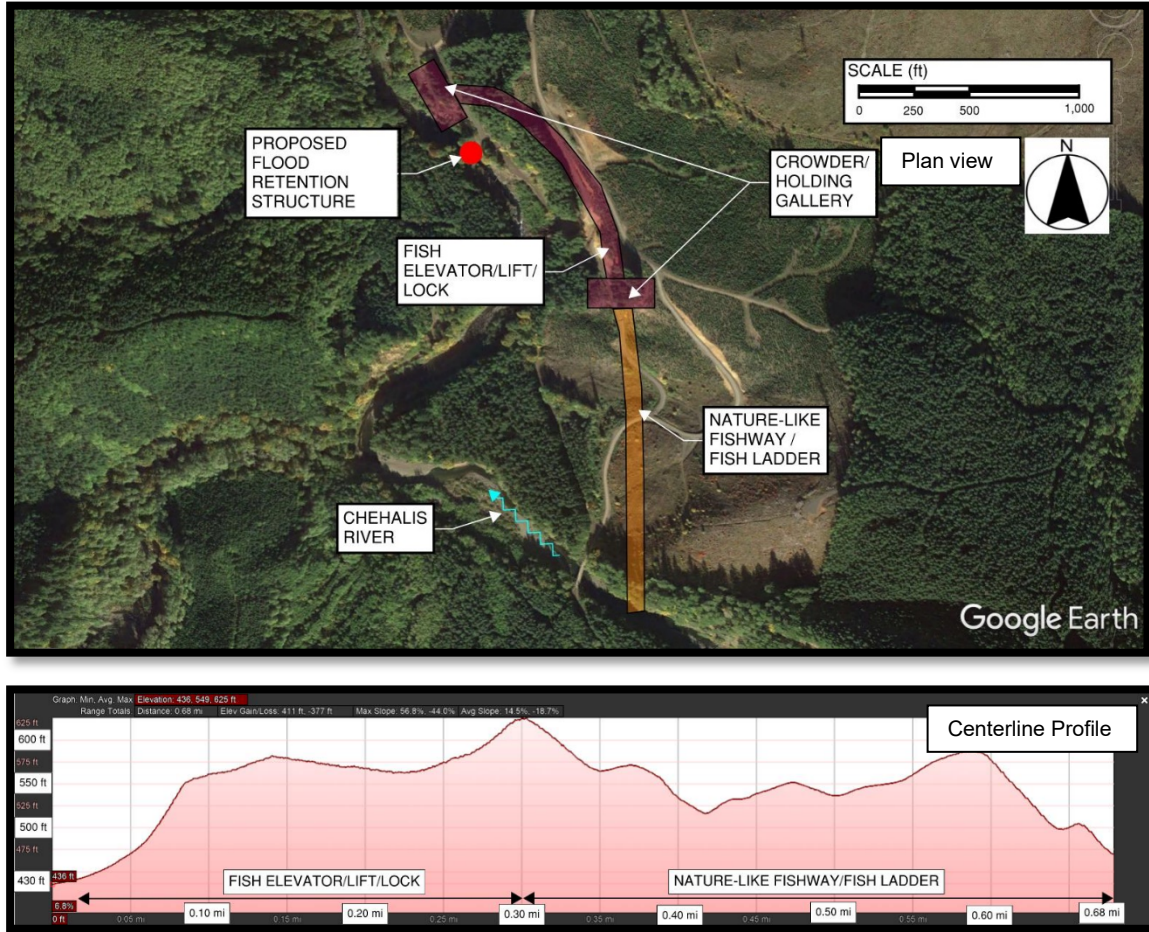 SCALE (ft)
0 250 500 1,000
Plan view
N
PROPOSED
FLOOD
RETENTION
STRUCTURE
CROWDER/
HOLDING
GALLERY
FISH
ELEVATOR/LIFT/
LOCK
NATURE-LIKE
FISHWAY /
FISH LADDER
CHEHALIS
RIVER
Google Earth
Graph: Min, Avg, Max Elevation: 436, 549, 625 ft
Range Totals: Distance: 0.68 mi Elev Gain/Loss: 411 ft, -377 ft Max Slope: 56.8%, -44.0% Avg Slope: 14.5%, -18.7%
Centerline Profile
625 ft
600 ft
575 ft
550 ft
525 ft
500 ft
475 ft
430 ft
436 ft
6.8%
FISH ELEVATOR/LIFT/LOCK
NATURE-LIKE FISHWAY/FISH LADDER
0 ft 0.05 mi 0.10 mi 0.15 mi 0.20 mi 0.25 mi 0.30 mi 0.35 mi 0.40 mi 0.45 mi 0.50 mi 0.55 mi 0.60 mi 0.68 mi